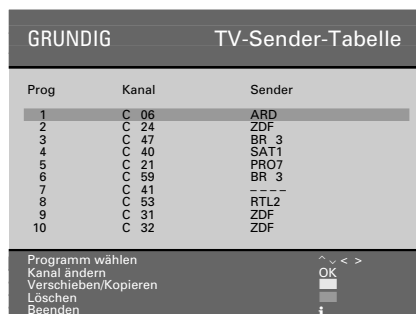 GRUNDIG TV-Sender-Tabelle
Prog Kanal Sender
1 C 06 ARD
2 C 24 ZDF
3 C 47 BR 3
4 C 40 SAT1
5 C 21 PRO7
6 C 59 BR 3
7 C 41 – – – –
8 C 53 RTL2
9 C 31 ZDF
10 C 32 ZDF
Programm wählen ^ ⌄ < >
Kanal ändern OK
Verschieben/Kopieren
Löschen
Beenden i